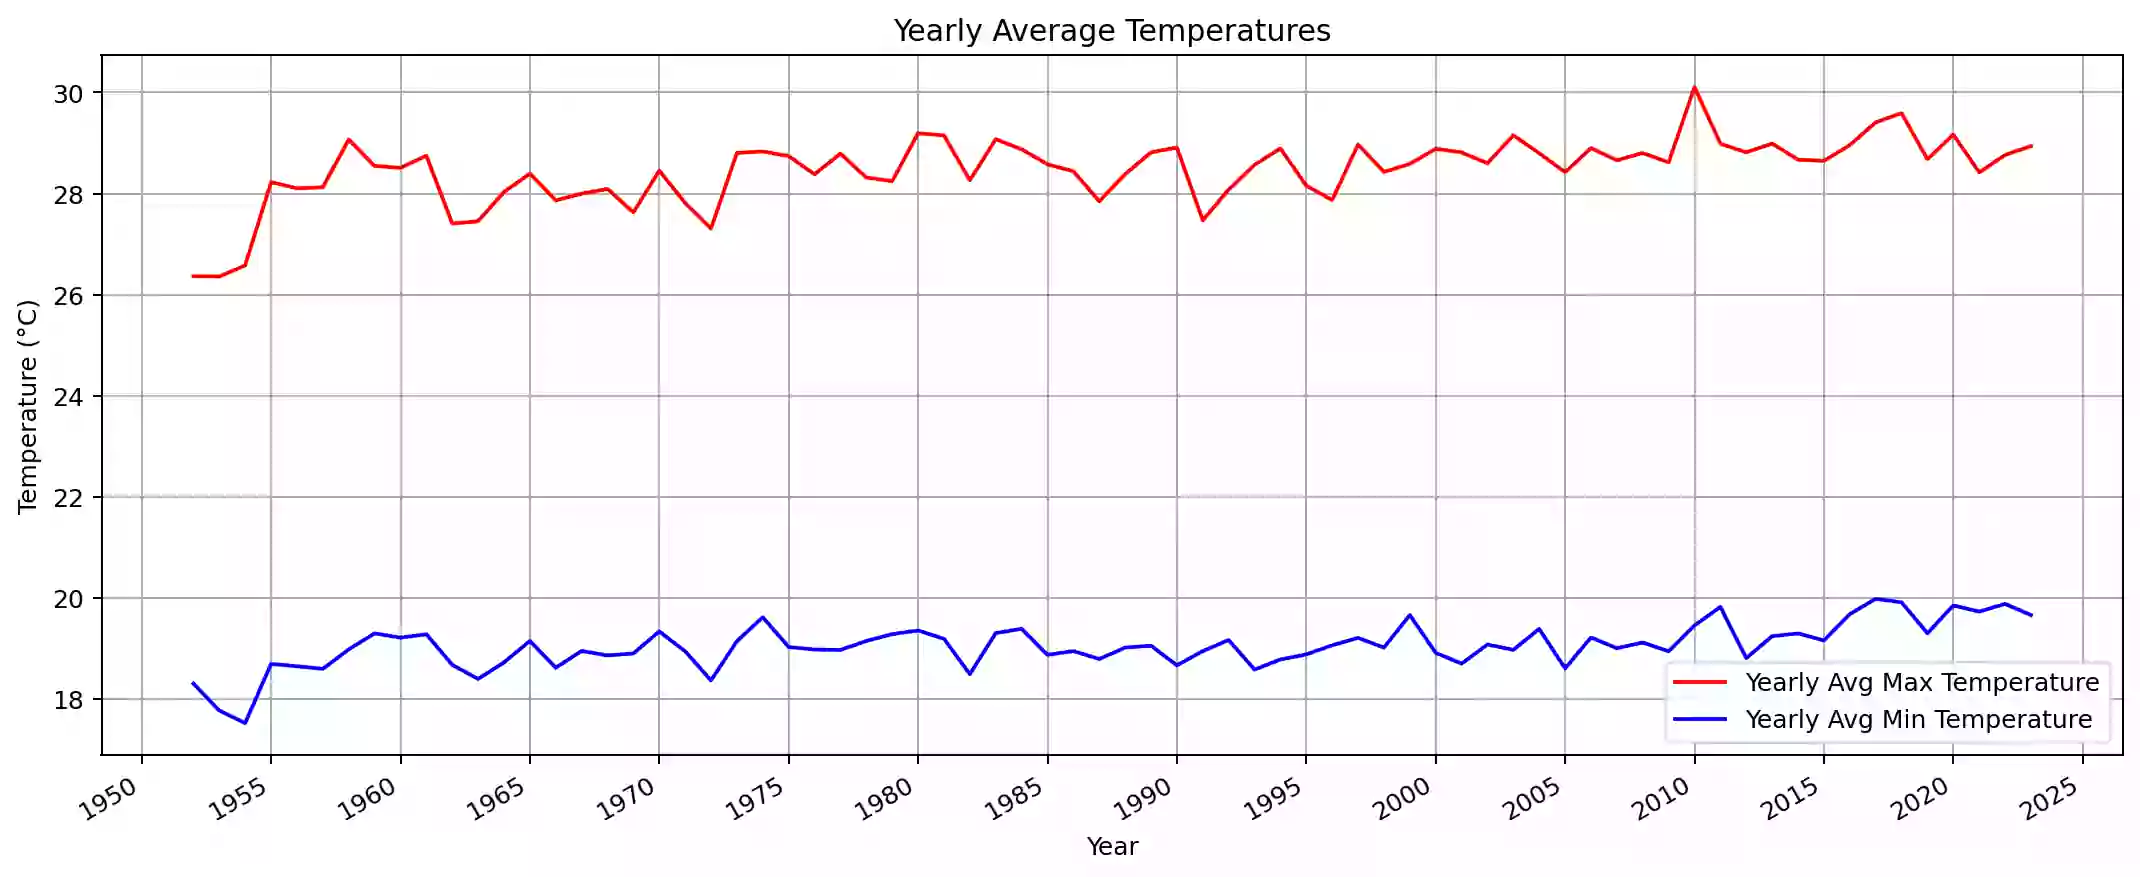 Yearly Average Temperatures
30
28
26
24
22
20
18
Temperature (°C)
Yearly Avg Max Temperature
Yearly Avg Min Temperature
1950 1955 1960 1965 1970 1975 1980 1985 1990 1995 2000 2005 2010 2015 2020 2025
Year